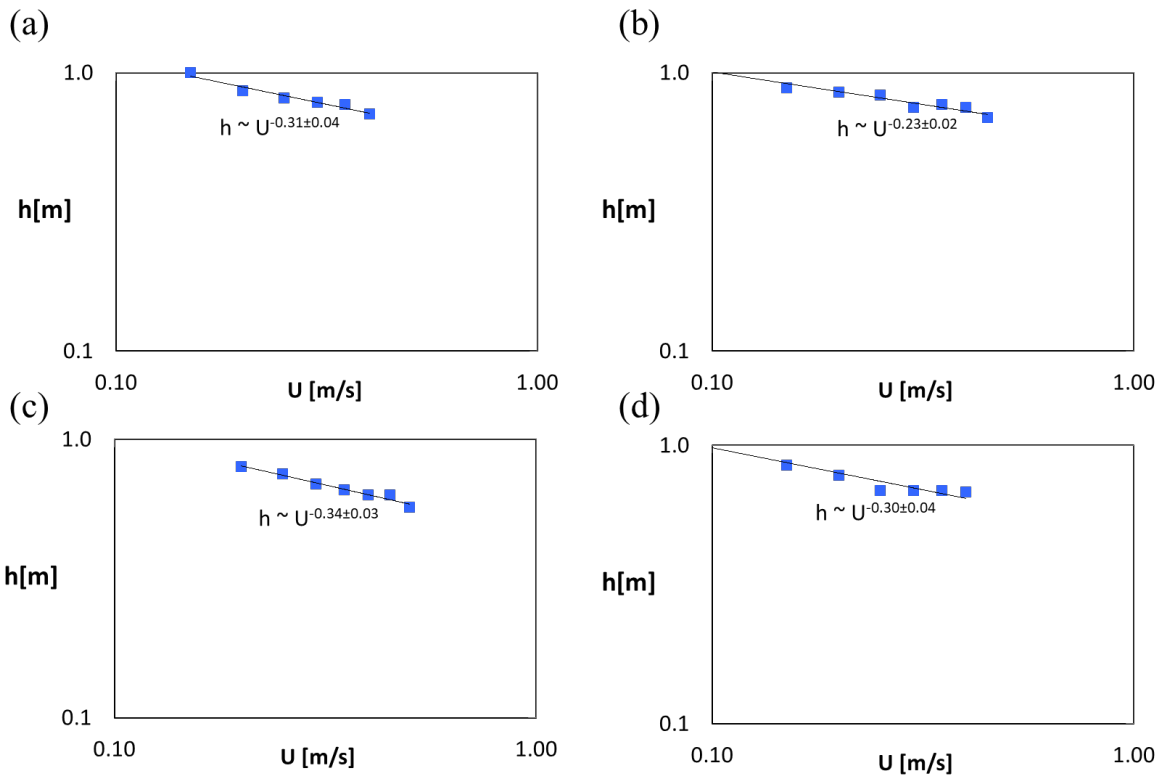 (a)
1.0
h ~ U-0.31±0.04
h[m]
0.1
0.10
U [m/s]
1.00
(b)
1.0
h ~ U-0.23±0.02
h[m]
0.1
0.10
U [m/s]
1.00
(c)
1.0
h ~ U-0.34±0.03
h[m]
0.1
0.10
U [m/s]
1.00
(d)
1.0
h ~ U-0.30±0.04
h[m]
0.1
0.10
U [m/s]
1.00